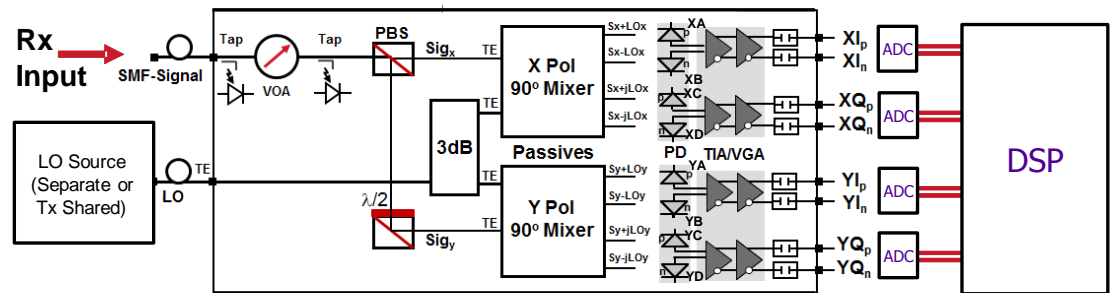 Rx
Input
SMF-Signal
Tap
VOA
Tap
PBS
Sigx
TE
X Pol
90º Mixer
Sx+LOx
Sx-LOx
Sx+jLOx
Sx-jLOx
XA
p
n
XB
XC
p
n
XD
XIp
XIn
XQp
XQn
ADC
ADC
LO Source
(Separate or
Tx Shared)
LO
TE
3dB
TE
TE
Passives
PD
TIA/VGA
λ/2
Sigy
TE
Y Pol
90º Mixer
Sy+LOy
Sy-LOy
Sy+jLOy
Sy-jLOy
YA
p
n
YB
YC
p
n
YD
YIp
YIn
YQp
YQn
ADC
ADC
DSP